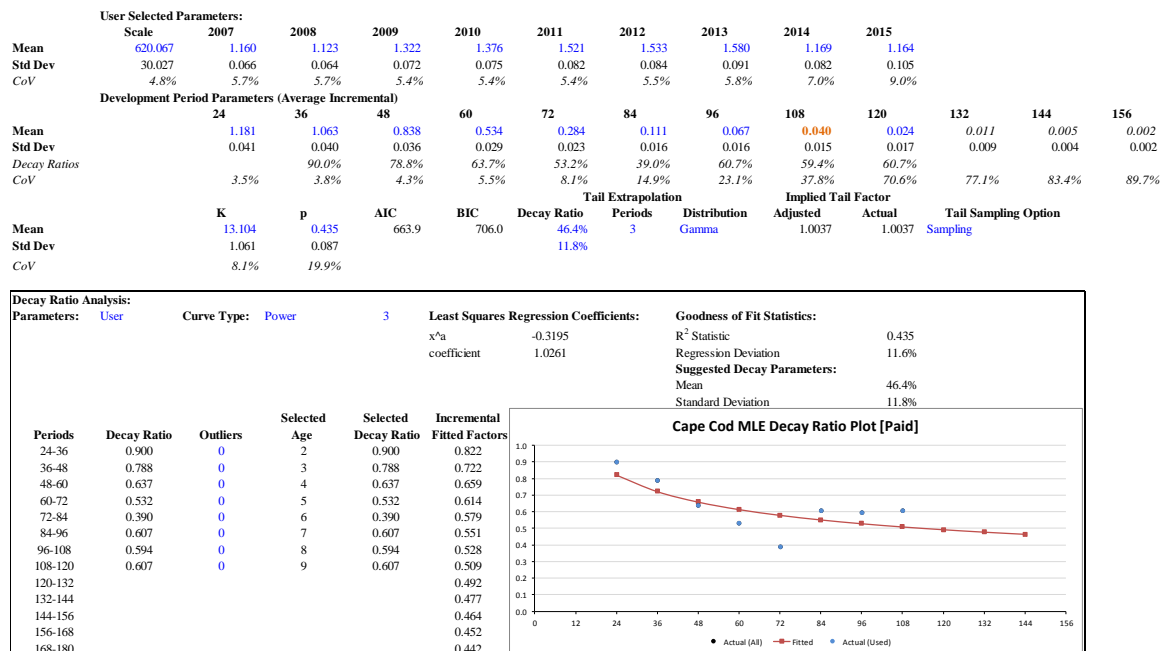 User Selected Parameters:
Scale 2007 2008 2009 2010 2011 2012 2013 2014 2015
Mean 620.067 1.160 1.123 1.322 1.376 1.521 1.533 1.580 1.169 1.164
Std Dev 30.027 0.066 0.064 0.072 0.075 0.082 0.084 0.091 0.082 0.105
CoV 4.8% 5.7% 5.7% 5.4% 5.4% 5.4% 5.5% 5.8% 7.0% 9.0%
Development Period Parameters (Average Incremental)
24 36 48 60 72 84 96 108 120 132 144 156
Mean 1.181 1.063 0.838 0.534 0.284 0.111 0.067 0.040 0.024 0.011 0.005 0.002
Std Dev 0.041 0.040 0.036 0.029 0.023 0.016 0.016 0.015 0.017 0.009 0.004 0.002
Decay Ratios 90.0% 78.8% 63.7% 53.2% 39.0% 60.7% 59.4% 60.7%
CoV 3.5% 3.8% 4.3% 5.5% 8.1% 14.9% 23.1% 37.8% 70.6% 77.1% 83.4% 89.7%
Tail Extrapolation Implied Tail Factor
K p AIC BIC Decay Ratio Periods Distribution Adjusted Actual Tail Sampling Option
Mean 13.104 0.435 663.9 706.0 46.4% 3 Gamma 1.0037 1.0037 Sampling
Std Dev 1.061 0.087 11.8%
CoV 8.1% 19.9%
Decay Ratio Analysis:
Parameters: User Curve Type: Power 3 Least Squares Regression Coefficients: Goodness of Fit Statistics:
x^a -0.3195 R2 Statistic 0.435
coefficient 1.0261 Regression Deviation 11.6%
Suggested Decay Parameters:
Mean 46.4%
Standard Deviation 11.8%
Selected Selected Incremental
Periods Decay Ratio Outliers Age Decay Ratio Fitted Factors
24-36 0.900 0 2 0.900 0.822
36-48 0.788 0 3 0.788 0.722
48-60 0.637 0 4 0.637 0.659
60-72 0.532 0 5 0.532 0.614
72-84 0.390 0 6 0.390 0.579
84-96 0.607 0 7 0.607 0.551
96-108 0.594 0 8 0.594 0.528
108-120 0.607 0 9 0.607 0.509
120-132 0.492
132-144 0.477
144-156 0.464
156-168 0.452
168-180 0.442
Cape Cod MLE Decay Ratio Plot [Paid]
1.0
0.9
0.8
0.7
0.6
0.5
0.4
0.3
0.2
0.1
0.0
0 12 24 36 48 60 72 84 96 108 120 132 144 156
Actual (All) Fitted Actual (Used)